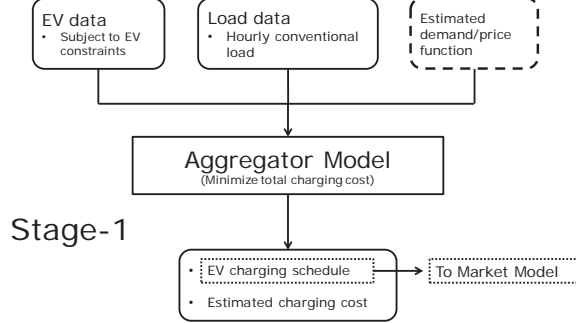 EV data
• Subject to EV
constraints
Load data
• Hourly conventional
load
Estimated
demand/price
function
Aggregator Model
(Minimize total charging cost)
Stage-1
• EV charging schedule
To Market Model
• Estimated charging cost